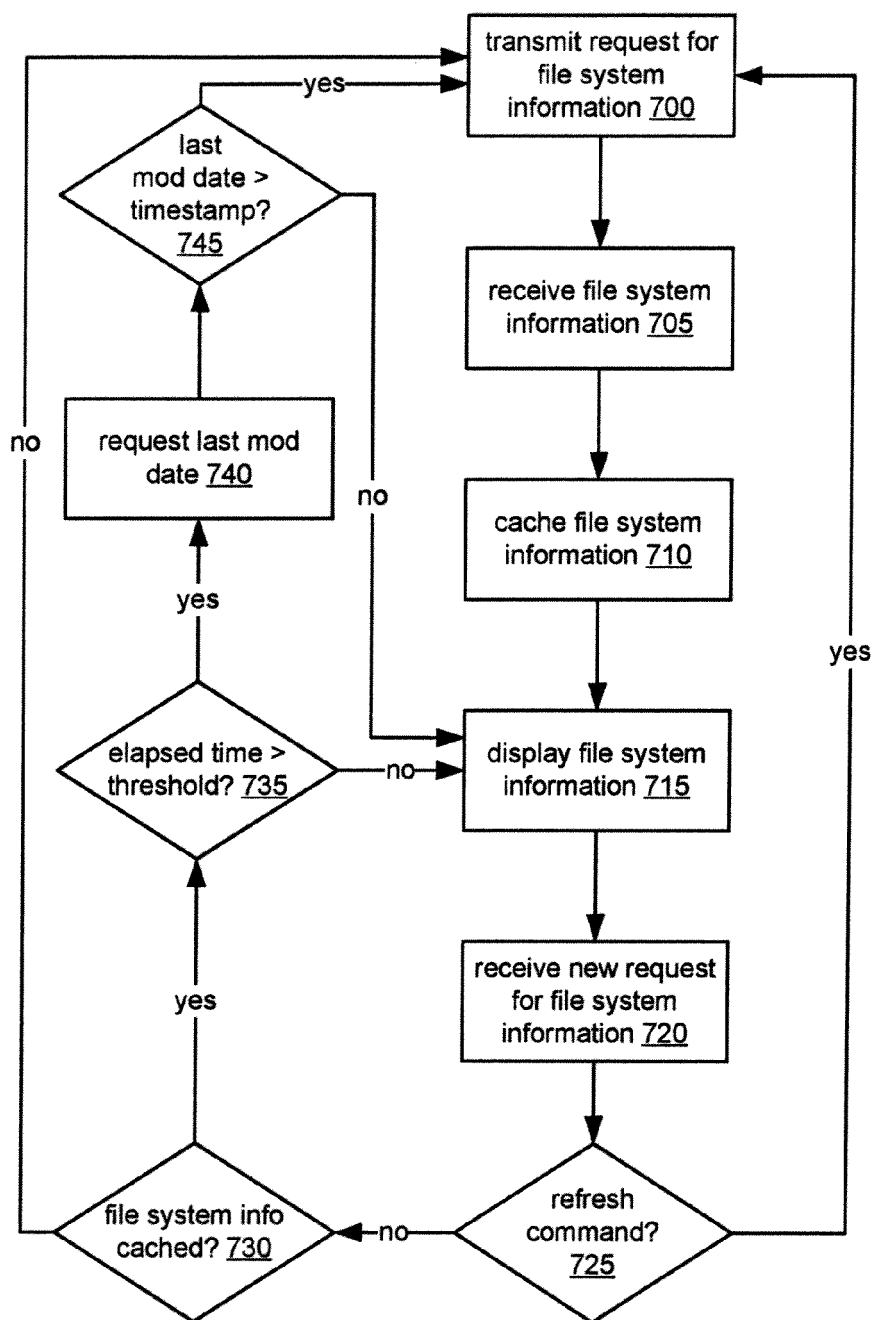 transmit request for
file system
information 700
yes
last
mod date >
timestamp?
745
receive file system
information 705
no
request last mod
date 740
no
cache file system
information 710
yes
yes
elapsed time >
threshold? 735
no
display file system
information 715
receive new request
for file system
information 720
yes
file system info
cached? 730
no
refresh
command?
725